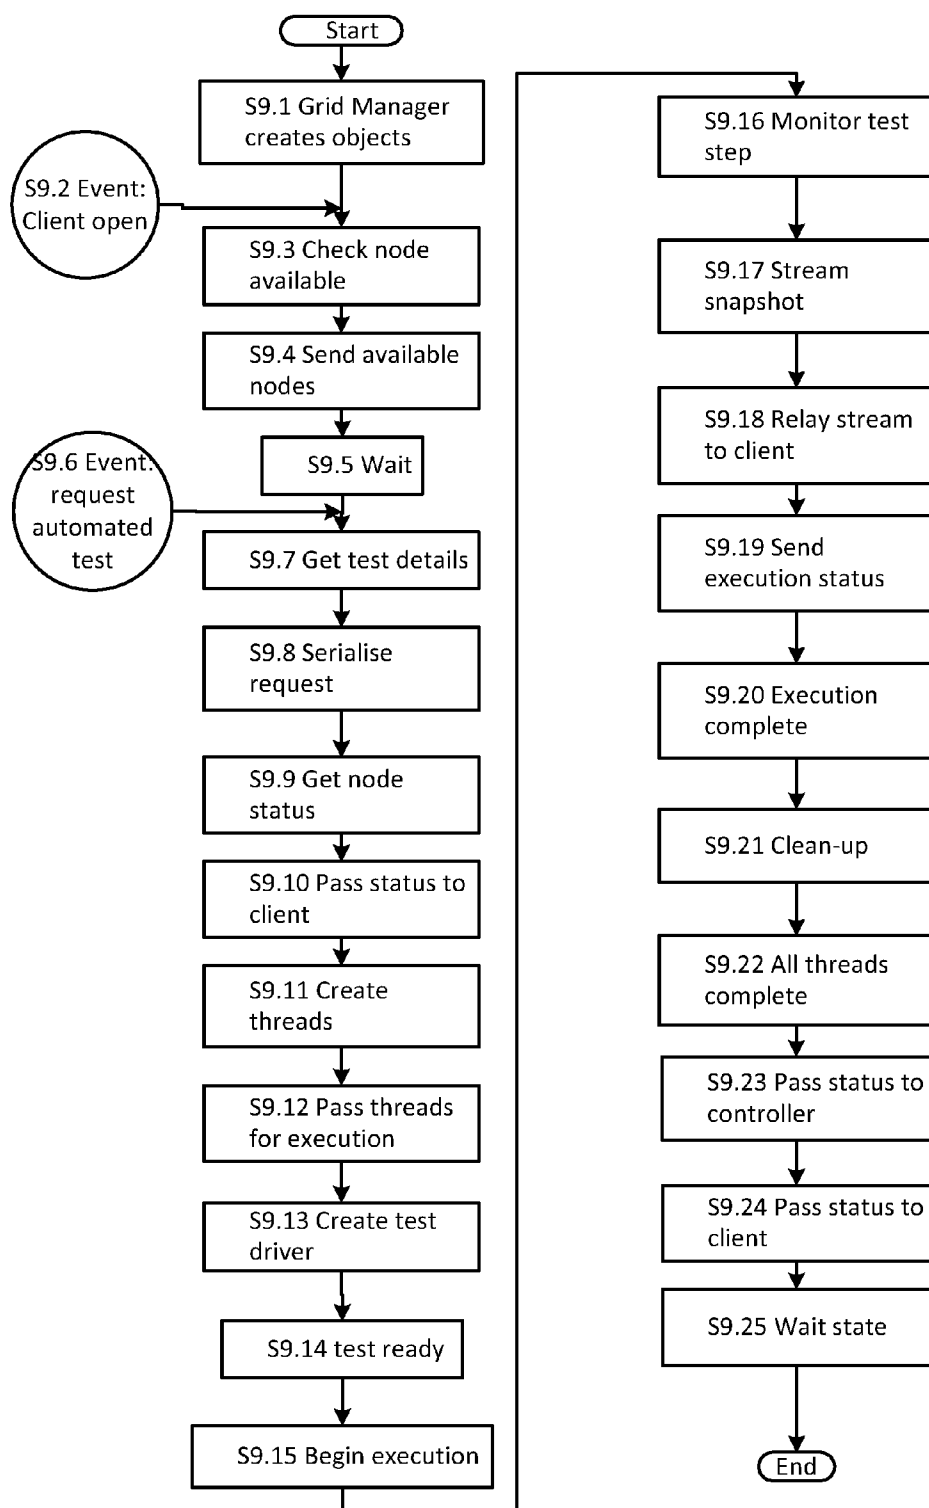 Start
S9.1 Grid Manager
creates objects
S9.2 Event:
Client open
S9.3 Check node
available
S9.4 Send available
nodes
S9.5 Wait
S9.6 Event:
request
automated
test
S9.7 Get test details
S9.8 Serialise
request
S9.9 Get node
status
S9.10 Pass status to
client
S9.11 Create
threads
S9.12 Pass threads
for execution
S9.13 Create test
driver
S9.14 test ready
S9.15 Begin execution
S9.16 Monitor test
step
S9.17 Stream
snapshot
S9.18 Relay stream
to client
S9.19 Send
execution status
S9.20 Execution
complete
S9.21 Clean-up
S9.22 All threads
complete
S9.23 Pass status to
controller
S9.24 Pass status to
client
S9.25 Wait state
End